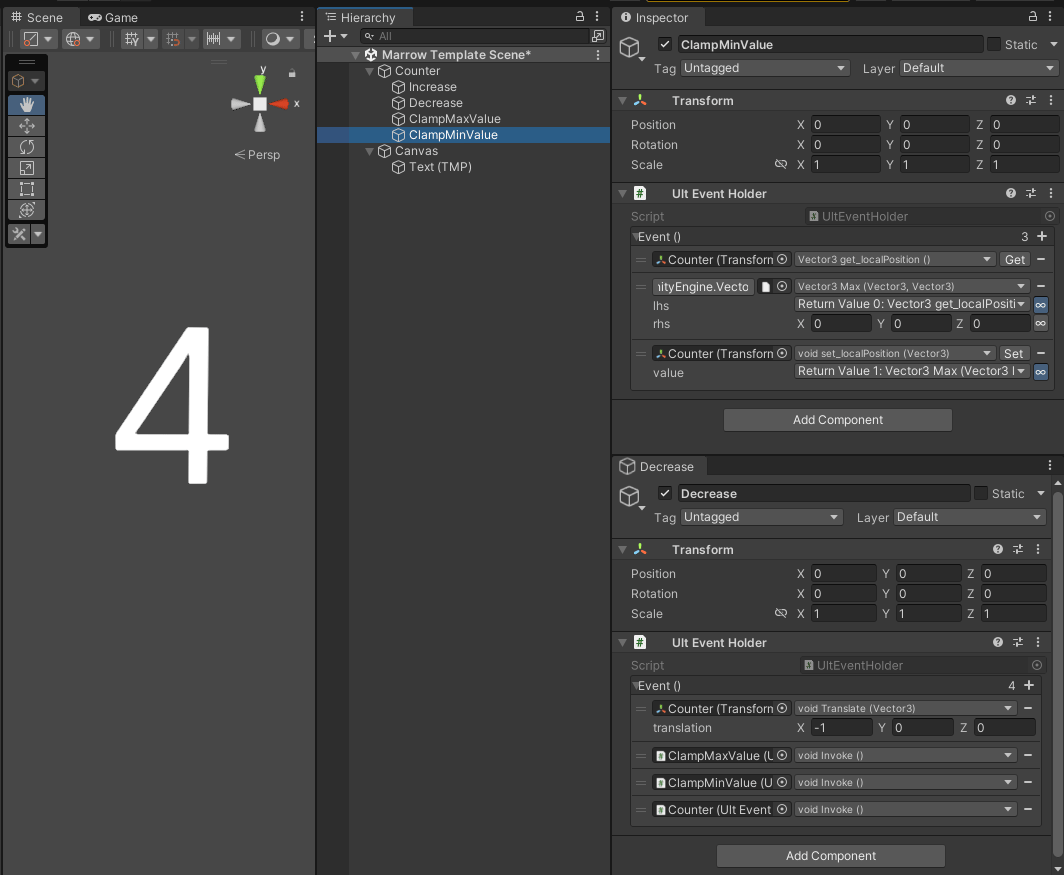 Scene
Game
Persp
y
x
4
Hierarchy
All
Marrow Template Scene*
Counter
Increase
Decrease
ClampMaxValue
ClampMinValue
Canvas
Text (TMP)
Inspector
ClampMinValue
Static
Tag Untagged Layer Default
Transform
Position X 0 Y 0 Z 0
Rotation X 0 Y 0 Z 0
Scale X 1 Y 1 Z 1
Ult Event Holder
Script UltEventHolder
Event () 3
Counter (Transforn Vector3 get_localPosition () Get
nityEngine.Vecto Vector3 Max (Vector3, Vector3)
lhs Return Value 0: Vector3 get_localPositi
rhs X 0 Y 0 Z 0
Counter (Transforn void set_localPosition (Vector3) Set
value Return Value 1: Vector3 Max (Vector3 l
Add Component
Decrease
Decrease
Static
Tag Untagged Layer Default
Transform
Position X 0 Y 0 Z 0
Rotation X 0 Y 0 Z 0
Scale X 1 Y 1 Z 1
Ult Event Holder
Script UltEventHolder
Event () 4
Counter (Transforn void Translate (Vector3)
translation X -1 Y 0 Z 0
ClampMaxValue (U void Invoke ()
ClampMinValue (U void Invoke ()
Counter (Ult Event void Invoke ()
Add Component